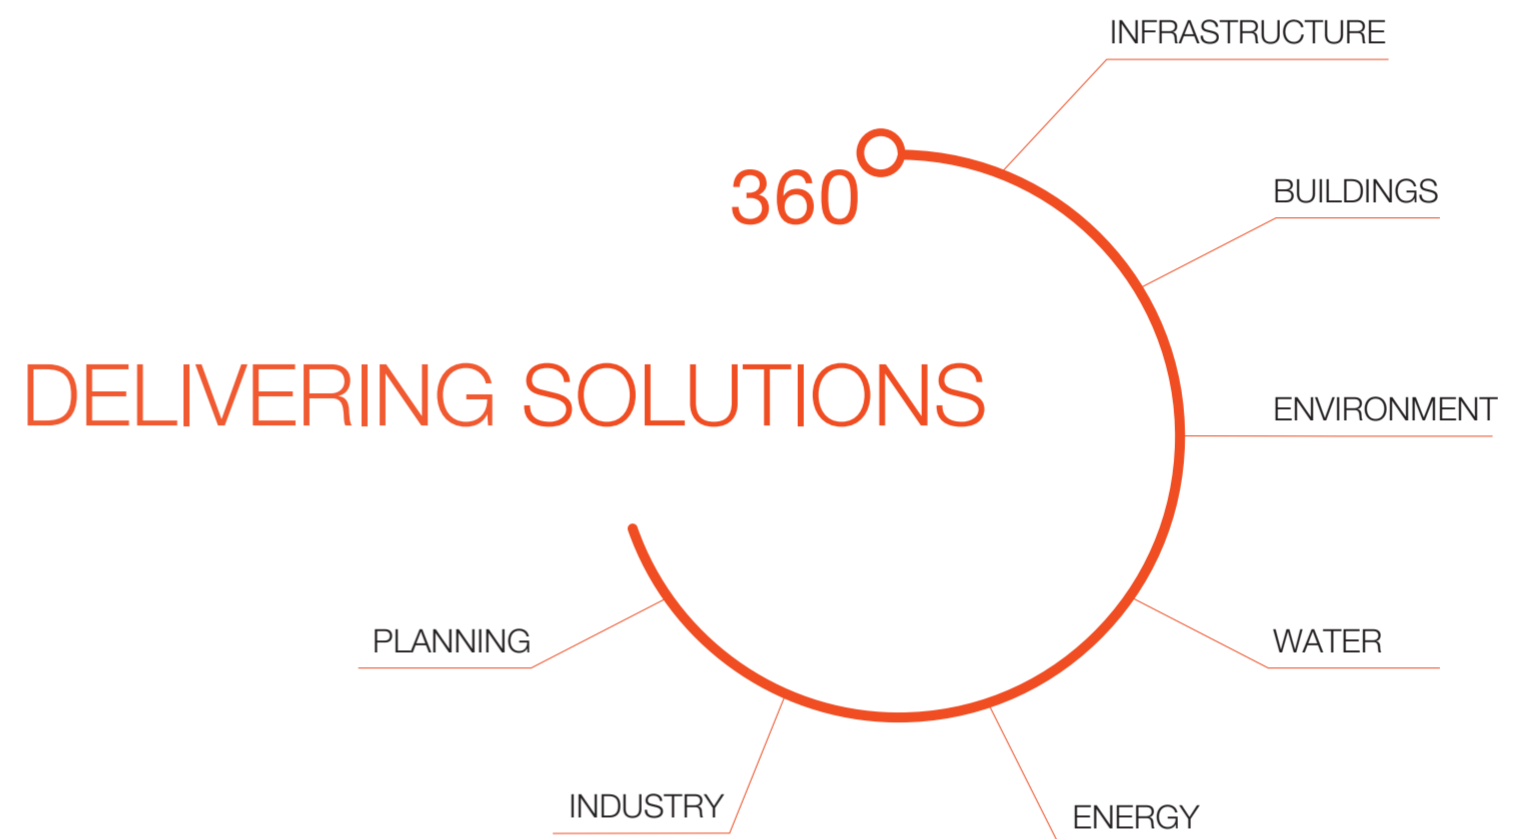 INFRASTRUCTURE
360
BUILDINGS
DELIVERING SOLUTIONS
ENVIRONMENT
PLANNING
WATER
INDUSTRY
ENERGY